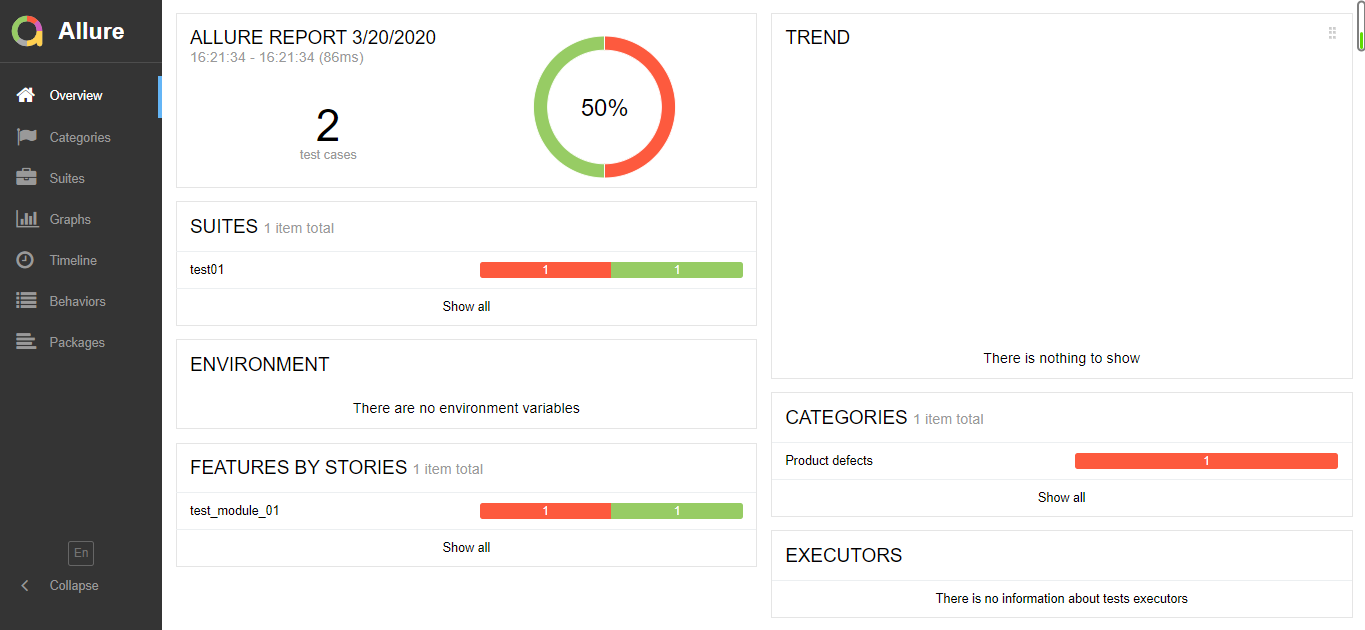 Allure
Overview
Categories
Suites
Graphs
Timeline
Behaviors
Packages
En
Collapse
ALLURE REPORT 3/20/2020
16:21:34 - 16:21:34 (86ms)
2
test cases
50%
SUITES 1 item total
test01 1 1
Show all
ENVIRONMENT
There are no environment variables
FEATURES BY STORIES 1 item total
test_module_01 1 1
Show all
TREND
There is nothing to show
CATEGORIES 1 item total
Product defects 1
Show all
EXECUTORS
There is no information about tests executors